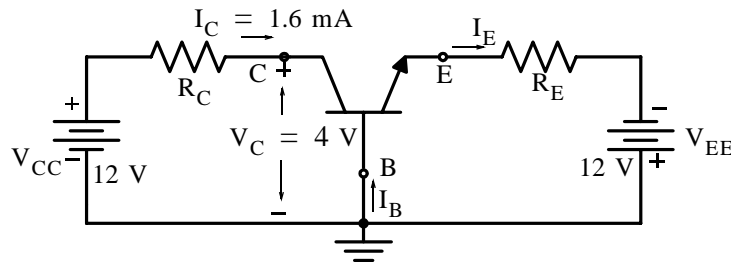 I_C = 1.6 mA
I_E
C
E
R_C
R_E
+
+
-
V_C = 4 V
V_CC
-
12 V
B
12 V
+
V_EE
I_B
-